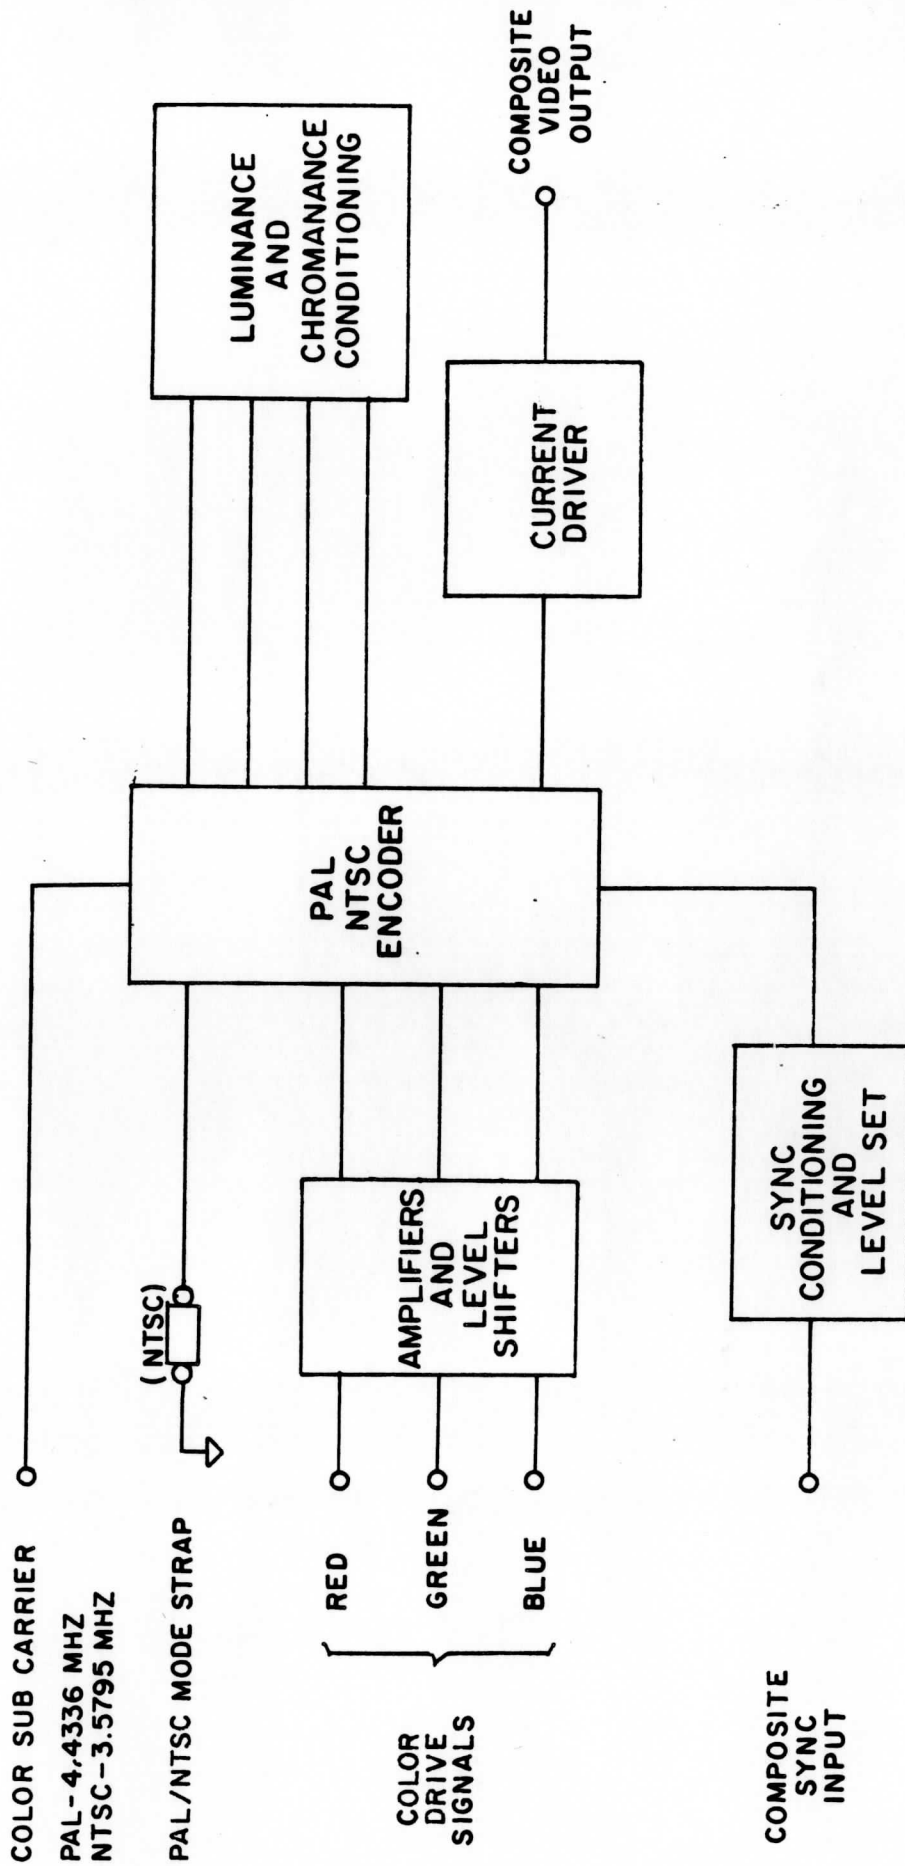 COLOR SUB CARRIER
PAL-4.4336 MHZ
NTSC-3.5795 MHZ
PAL/NTSC MODE STRAP
(NTSC)
COLOR
DRIVE
SIGNALS
RED
GREEN
BLUE
AMPLIFIERS
AND
LEVEL
SHIFTERS
COMPOSITE
SYNC
INPUT
SYNC
CONDITIONING
AND
LEVEL SET
PAL
NTSC
ENCODER
LUMINANCE
AND
CHROMANANCE
CONDITIONING
CURRENT
DRIVER
COMPOSITE
VIDEO
OUTPUT